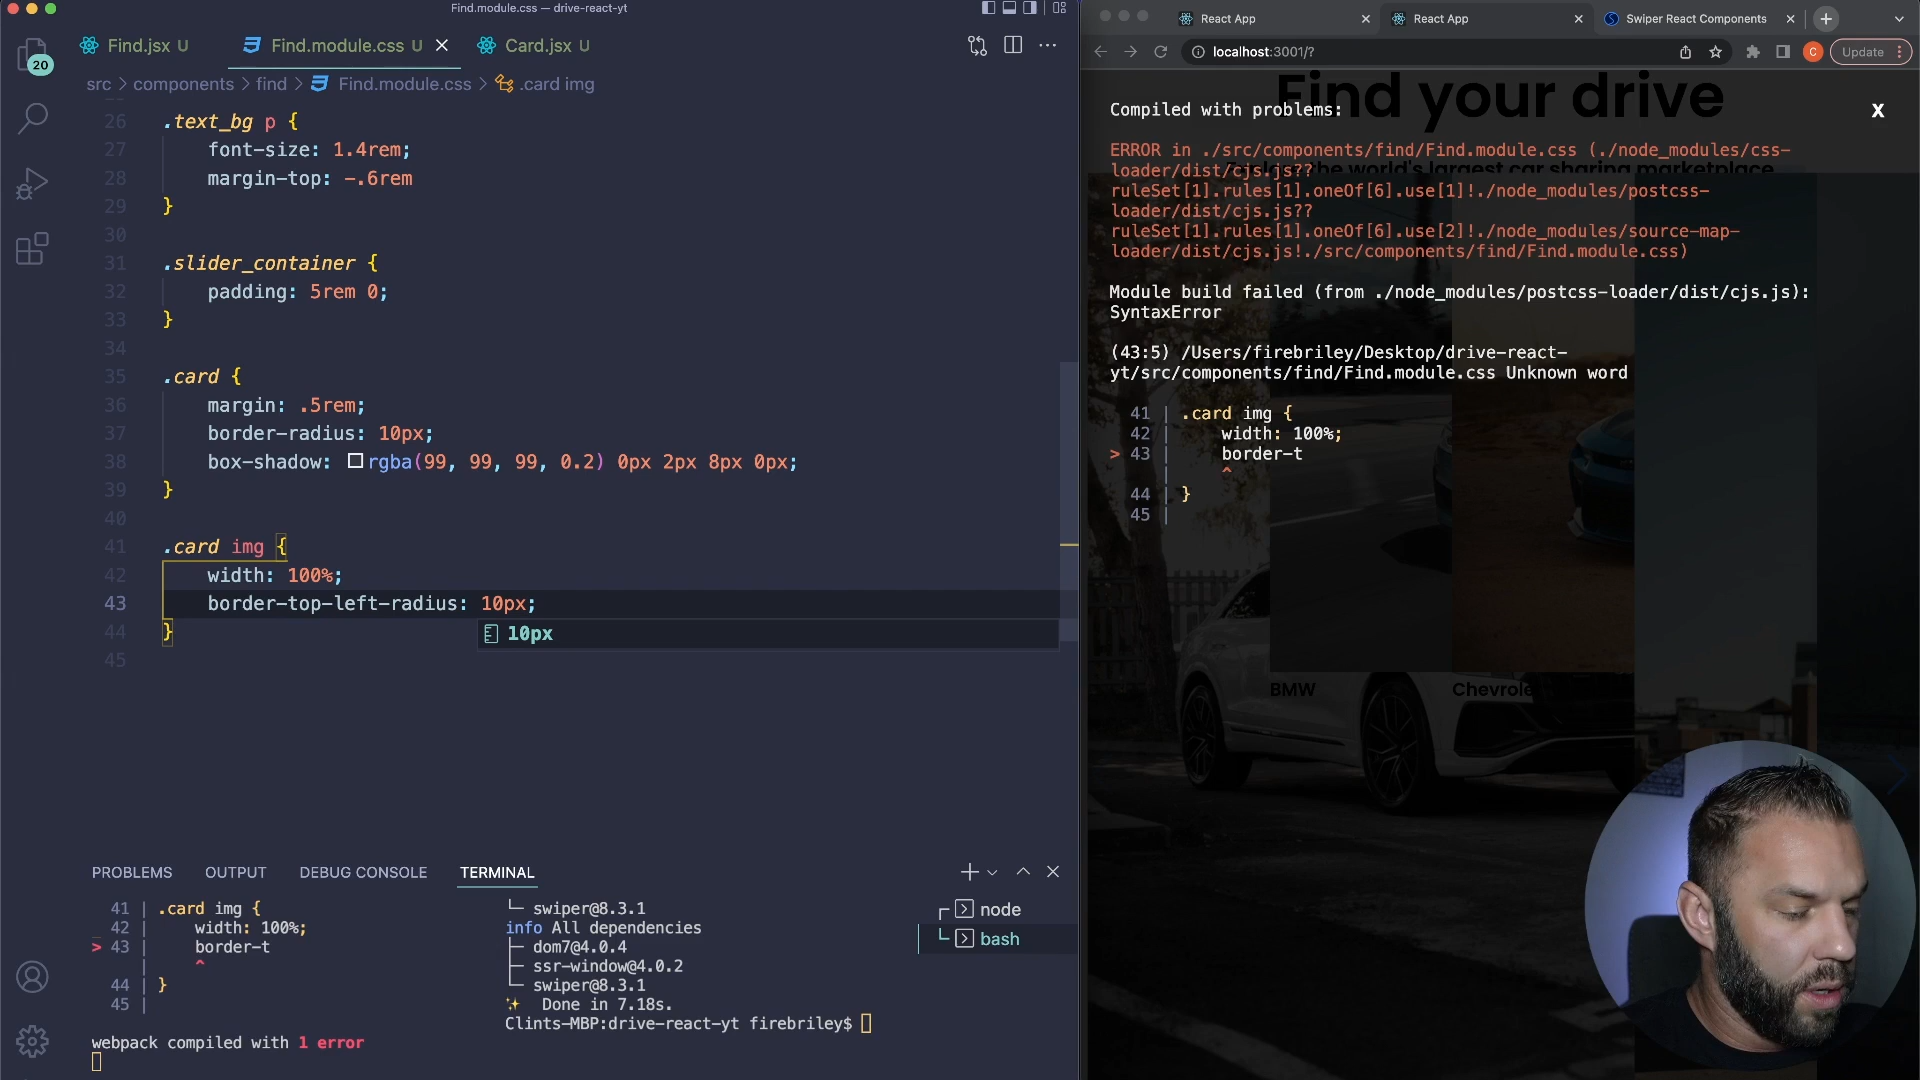 Find.module.css — drive-react-yt
Find.jsx U
Find.module.css U
Card.jsx U
20
src > components > find > Find.module.css > .card img
26 .text_bg p {
27 font-size: 1.4rem;
28 margin-top: -.6rem
29 }
30
31 .slider_container {
32 padding: 5rem 0;
33 }
34
35 .card {
36 margin: .5rem;
37 border-radius: 10px;
38 box-shadow: rgba(99, 99, 99, 0.2) 0px 2px 8px 0px;
39 }
40
41 .card img {
42 width: 100%;
43 border-top-left-radius: 10px;
10px
44 }
45
PROBLEMS OUTPUT DEBUG CONSOLE TERMINAL
41 | .card img {
_ 42 | width: 100%;
> 43 | border-t
| ^
44 | }
45 |
webpack compiled with 1 error
└─ swiper@8.3.1
info All dependencies
├─ dom7@4.0.4
├─ ssr-window@4.0.2
└─ swiper@8.3.1
✨ Done in 7.18s.
Clints-MBP:drive-react-yt firebriley$
node
bash
React App
React App
Swiper React Components
localhost:3001/?
C
Update
Find your drive
Compiled with problems:
X
ERROR in ./src/components/find/Find.module.css (./node_modules/css-
the world's largest car sharing marketplace
loader/dist/cjs.js??
ruleSet[1].rules[1].oneOf[6].use[1]!./node_modules/postcss-
loader/dist/cjs.js??
ruleSet[1].rules[1].oneOf[6].use[2]!./node_modules/source-map-
loader/dist/cjs.js!./src/components/find/Find.module.css)
Module build failed (from ./node_modules/postcss-loader/dist/cjs.js):
SyntaxError
(43:5) /Users/firebriley/Desktop/drive-react-
yt/src/components/find/Find.module.css Unknown word
41 | .card img {
42 | width: 100%;
> 43 | border-t
| ^
44 | }
45 |
BMW
Chevrole